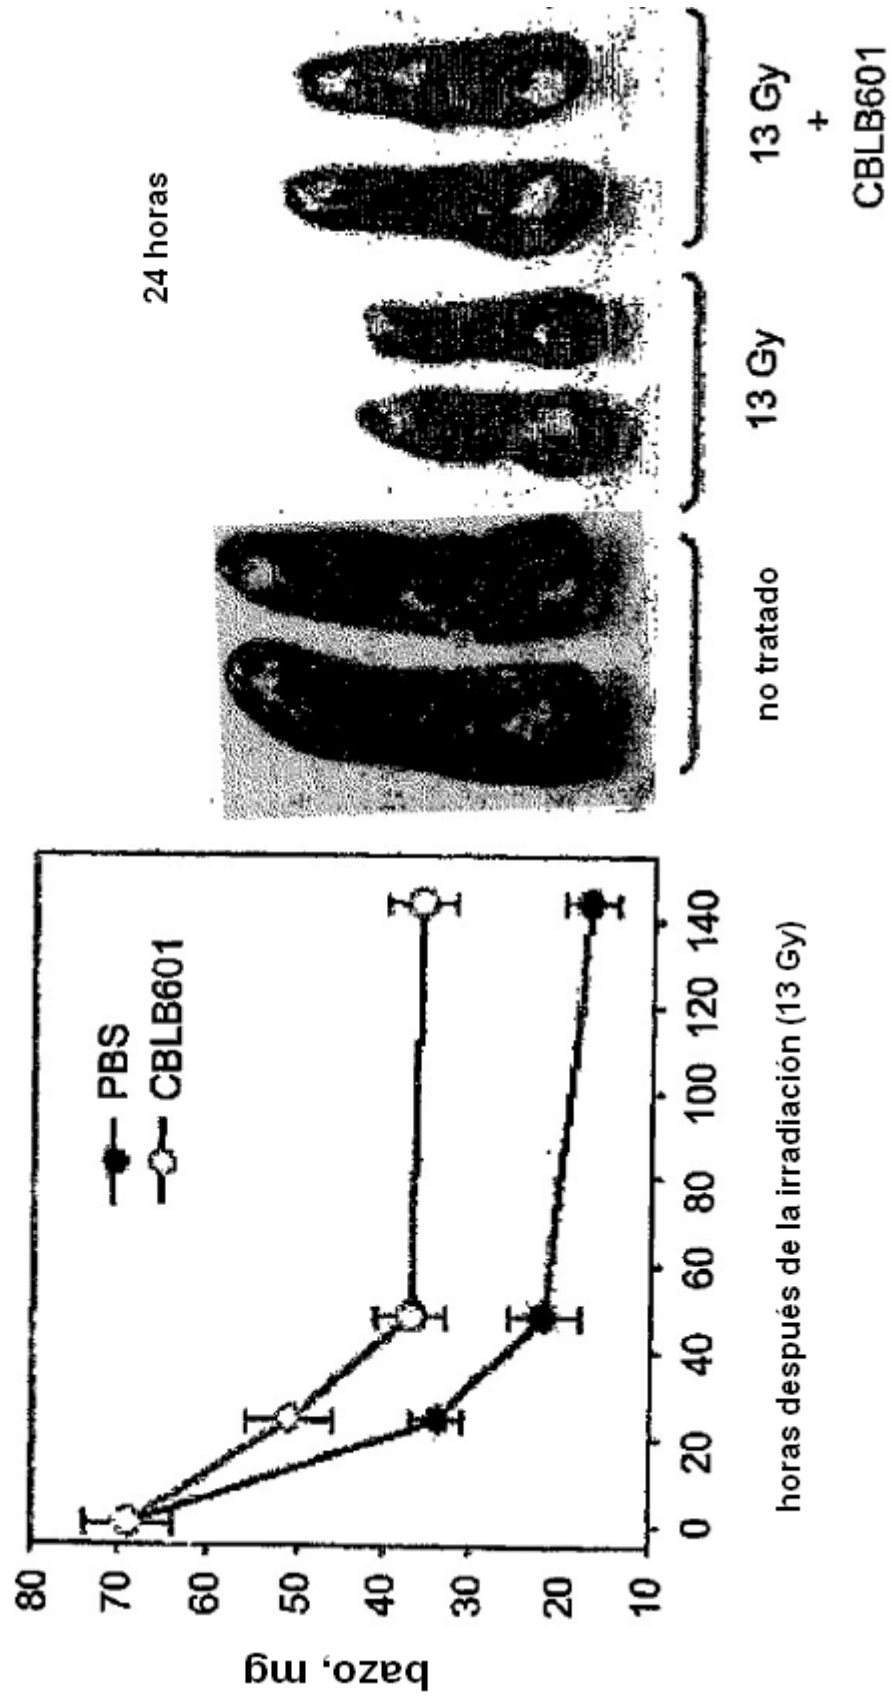 bazo, mg
80
70
60
50
40
30
20
10
PBS
CBLB601
0
20
40
60
80
100
120
140
horas después de la irradiación (13 Gy)
24 horas
no tratado
13 Gy
13 Gy
+
CBLB601